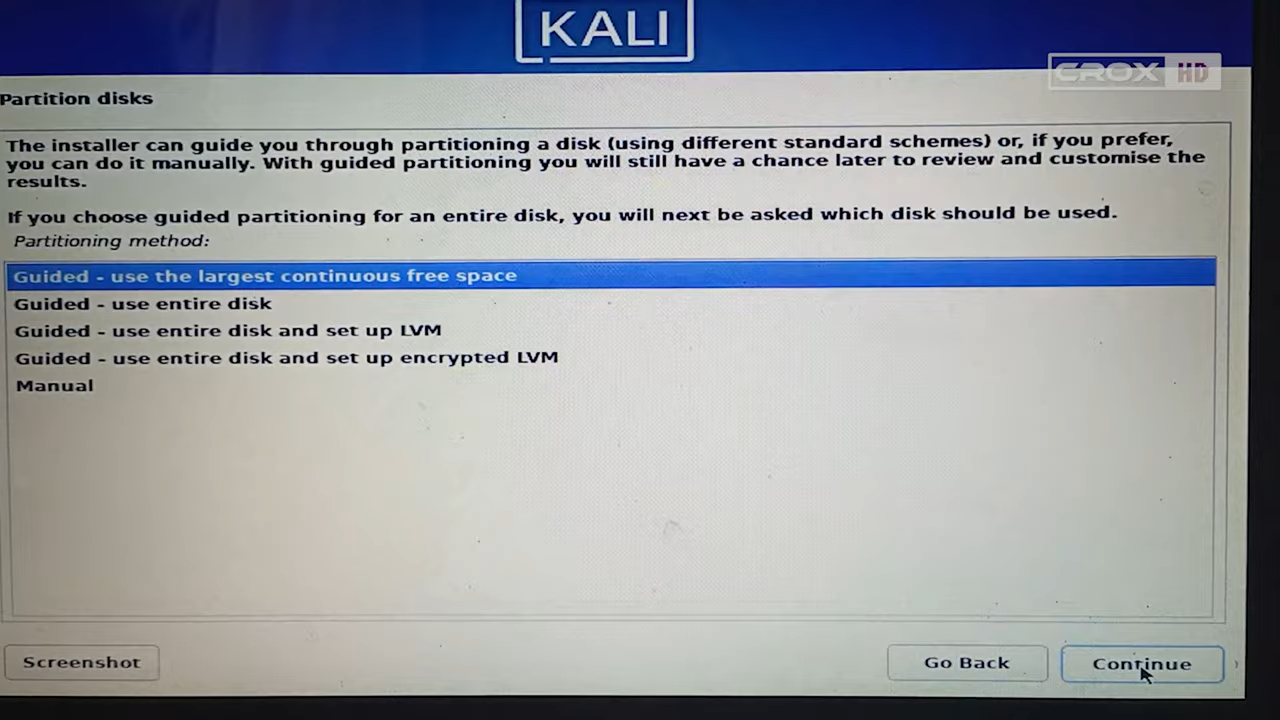 KALI
CROX HD
Partition disks
The installer can guide you through partitioning a disk (using different standard schemes) or, if you prefer,
you can do it manually. With guided partitioning you will still have a chance later to review and customise the
results.
If you choose guided partitioning for an entire disk, you will next be asked which disk should be used.
Partitioning method:
Guided - use the largest continuous free space
Guided - use entire disk
Guided - use entire disk and set up LVM
Guided - use entire disk and set up encrypted LVM
Manual
Screenshot
Go Back
Continue